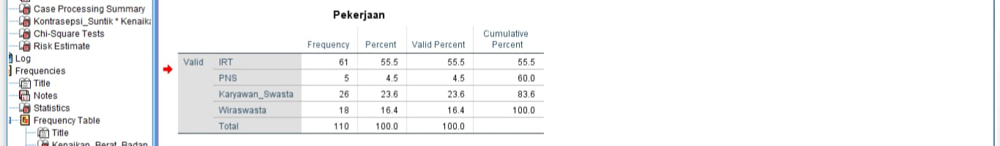 Case Processing Summary
Kontrasepsi_Suntik * Kenaik
Chi-Square Tests
Risk Estimate
Log
Frequencies
Title
Notes
Statistics
Frequency Table
Title
Kenaikan_Berat_Badan
Pekerjaan
Frequency Percent Valid Percent Cumulative Percent
Valid IRT 61 55.5 55.5 55.5
PNS 5 4.5 4.5 60.0
Karyawan_Swasta 26 23.6 23.6 83.6
Wiraswasta 18 16.4 16.4 100.0
Total 110 100.0 100.0